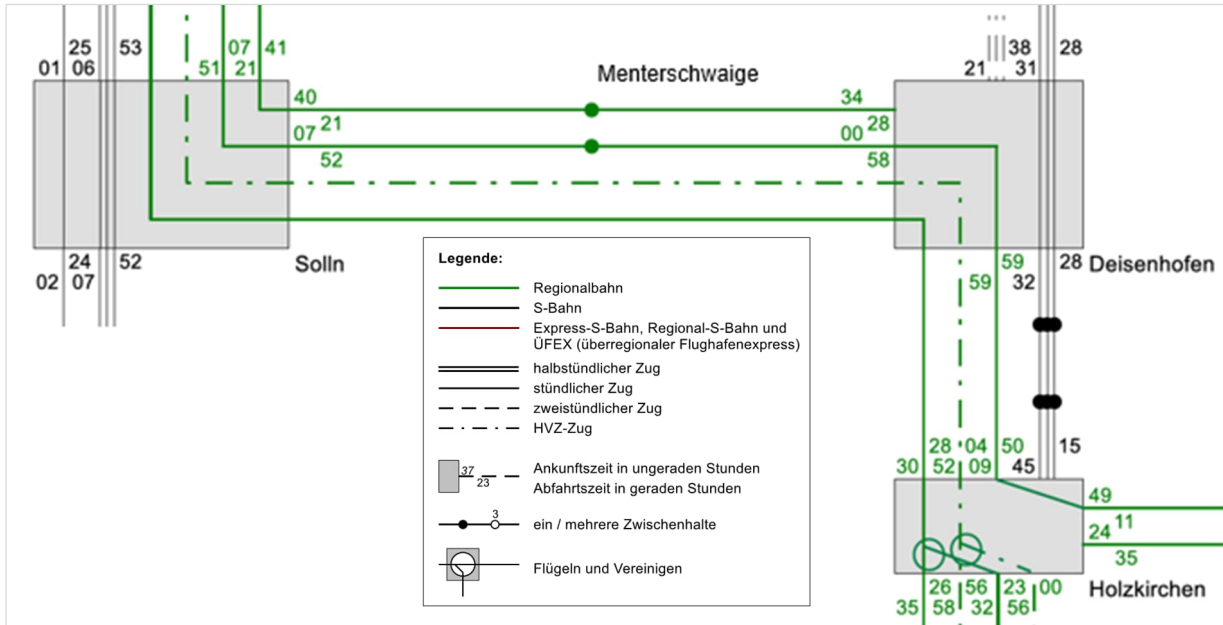 25 53 07 41 38 28
01 06 51 21 21 31
Menterschwaige
40 34
21 28
07 00
52 58
24 52 Solln 59 28 Deisenhofen
02 07 59 32
Legende:
Regionalbahn
S-Bahn
Express-S-Bahn, Regional-S-Bahn und
ÜFEX (überregionaler Flughafenexpress)
halbstündlicher Zug
stündlicher Zug
zweistündlicher Zug
HVZ-Zug
37 Ankunftszeit in ungeraden Stunden
23 Abfahrtszeit in geraden Stunden
3
ein / mehrere Zwischenhalte
Flügeln und Vereinigen
28 04 50 15
30 52 09 45
49
11
24
35
26 56 23 00 Holzkirchen
35 58 32 56